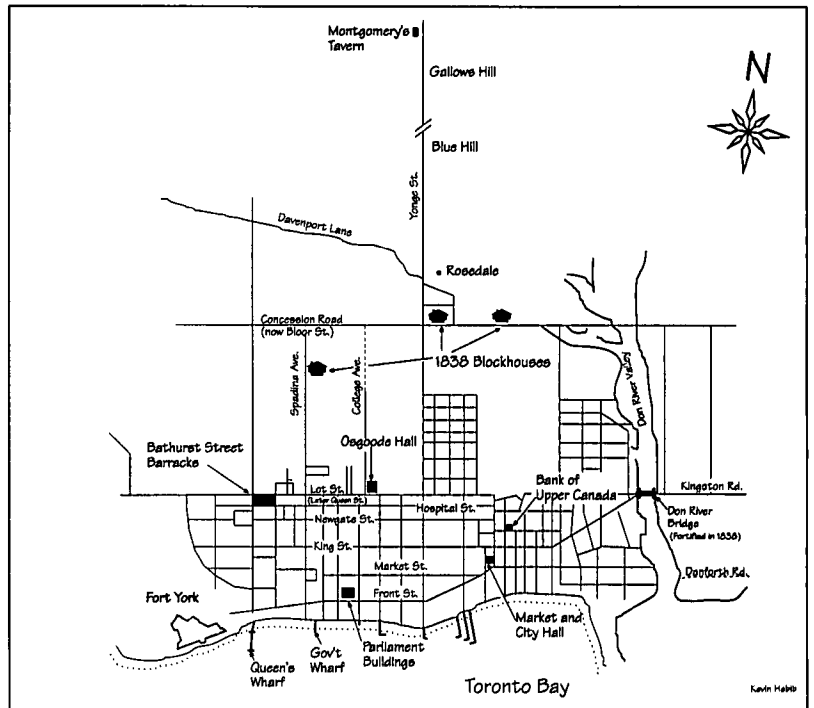 Montgomery's
Tavern
Gallows Hill
N
Blue Hill
Yonge St.
Davenport Lane
Rosedale
Concession Road
(now Bloor St.)
1838 Blockhouses
Spadina Ave.
College Ave.
Don River Valley
Osgoode Hall
Bathurst Street
Barracks
Bank of
Upper Canada
Lot St.
(Later Queen St.)
Kingston Rd.
Hospital St.
Newgate St.
Don River
Bridge
(Fortified in 1838)
King St.
Market St.
Danforth Rd.
Fort York
Front St.
Market and
City Hall
Parliament
Buildings
Gov't
Wharf
Queen's
Wharf
Toronto Bay
Kevin Hebib